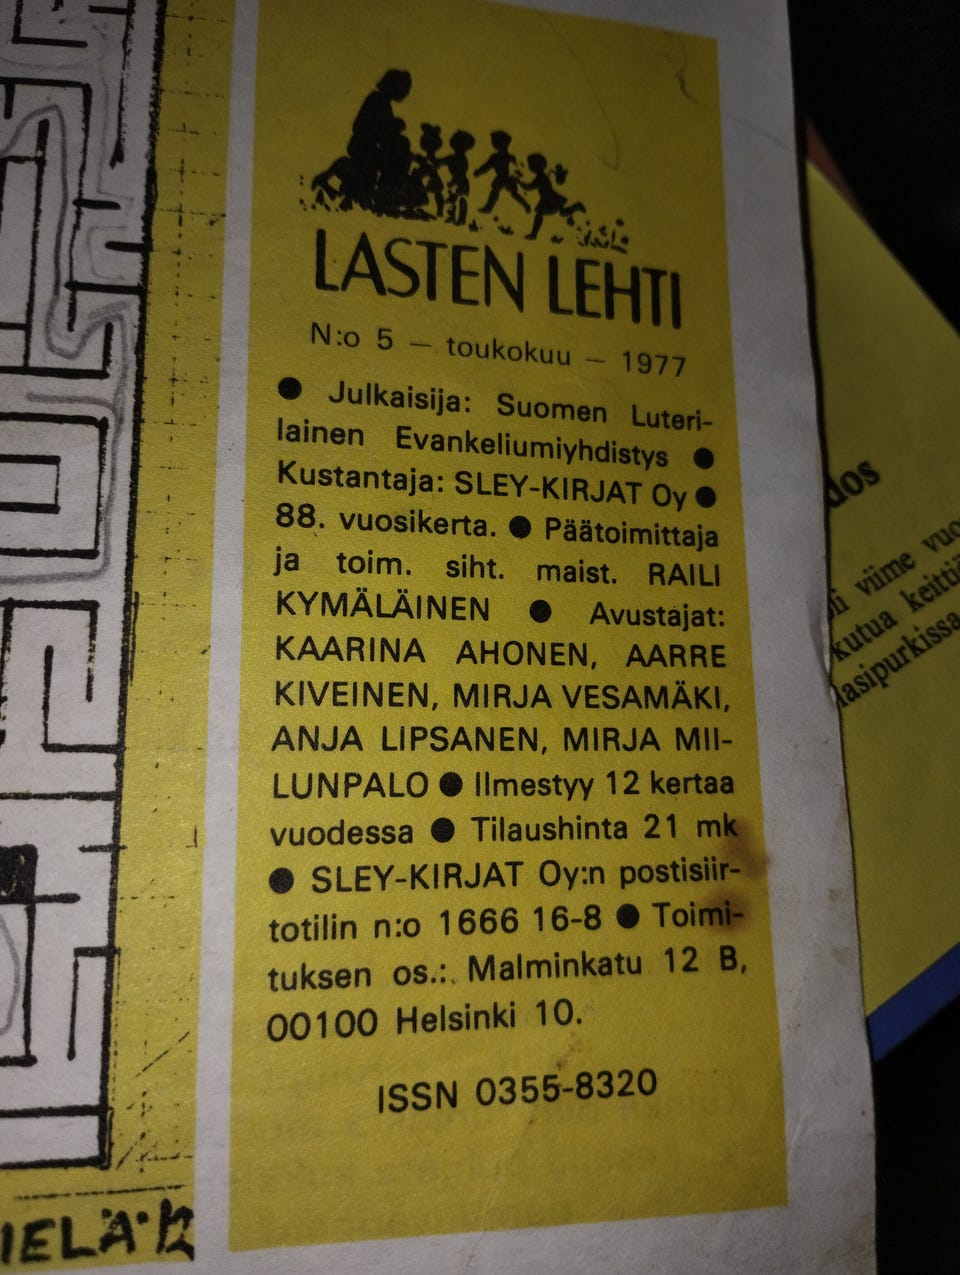 LASTEN LEHTI
N:o 5 — toukokuu — 1977
● Julkaisija: Suomen Luteri-
lainen Evankeliumiyhdistys ●
Kustantaja: SLEY-KIRJAT Oy ●
88. vuosikerta. ● Päätoimittaja
ja toim. siht. maist. RAILI
KYMÄLÄINEN ● Avustajat:
KAARINA AHONEN, AARRE
KIVEINEN, MIRJA VESAMÄKI,
ANJA LIPSANEN, MIRJA MII-
LUNPALO ● Ilmestyy 12 kertaa
vuodessa ● Tilaushinta 21 mk
● SLEY-KIRJAT Oy:n postisiir-
totilin n:o 1666 16-8 ● Toimi-
tuksen os.: Malminkatu 12 B,
00100 Helsinki 10.
ISSN 0355-8320
viime
kutua